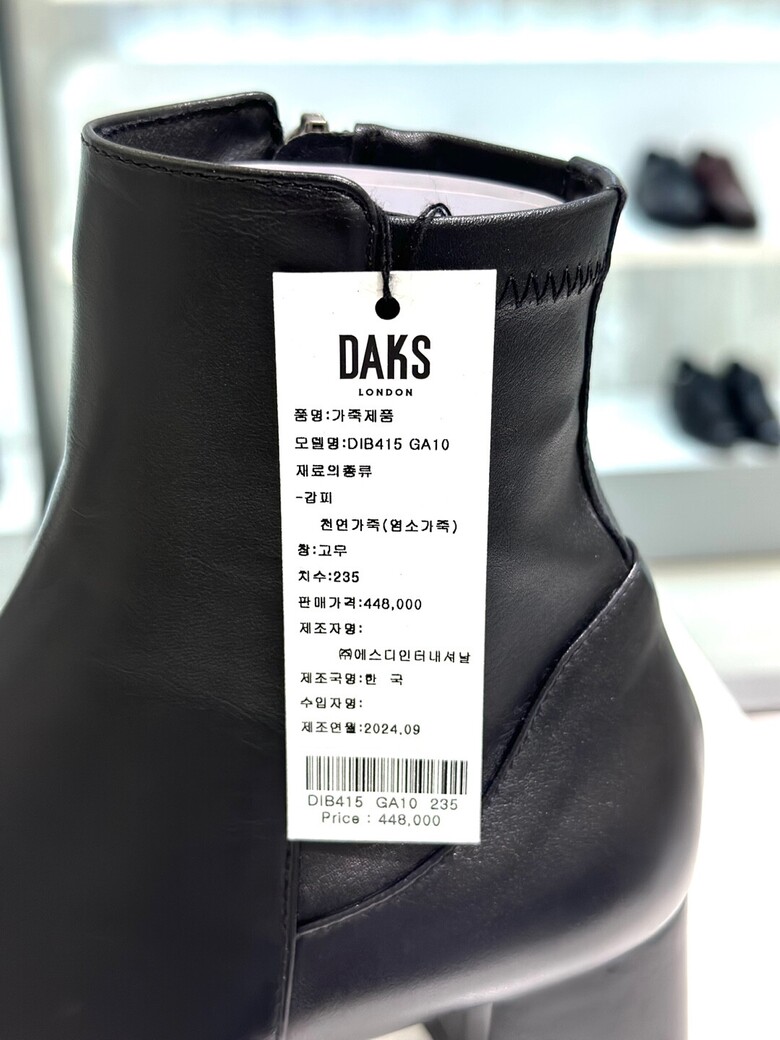 DAKS
LONDON
품명:가죽제품
모델명:DIB415 GA10
재료의종류
-겉피
천연가죽(염소가죽)
창:고무
치수:235
판매가격:448,000
제조자명:
㈜에스디인터내셔날
제조국명:한 국
수입자명:
제조연월:2024.09
DIB415 GA10 235
Price : 448,000